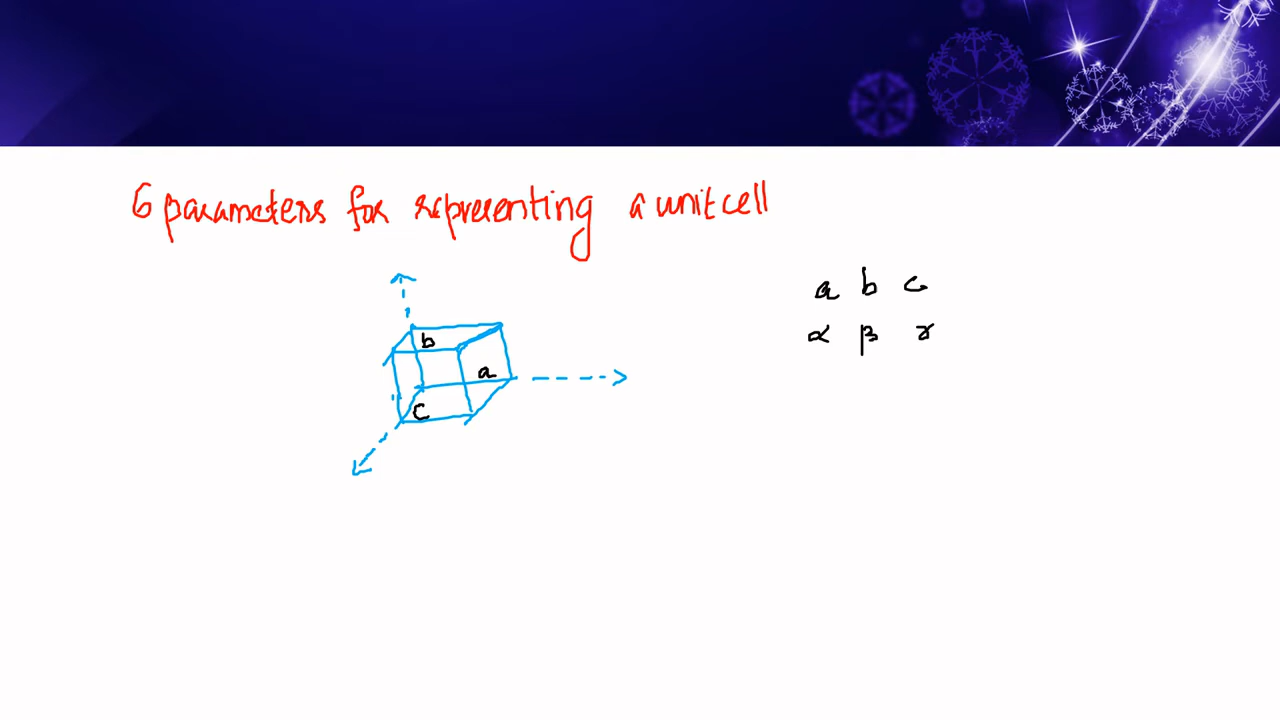 6 parameters for representing a unit cell
a b c
α β γ
b
a
c